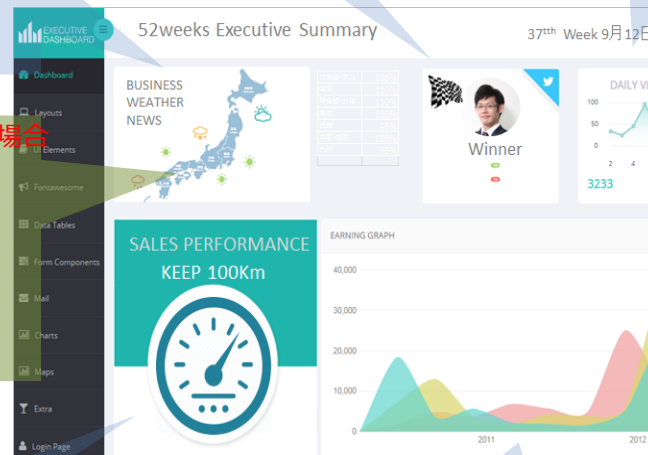 EXECUTIVE
DASHBOARD
52weeks Executive Summary
37tth Week 9月12日
Dashboard
Layouts
場合
UI Elements
Fontawesome
Data Tables
Form Components
Mail
Charts
Maps
Extra
Login Page
BUSINESS
WEATHER
NEWS
Winner
DAILY V
100
50
0
2 4
3233
SALES PERFORMANCE
KEEP 100Km
EARNING GRAPH
40,000
30,000
20,000
10,000
0
2011
2012